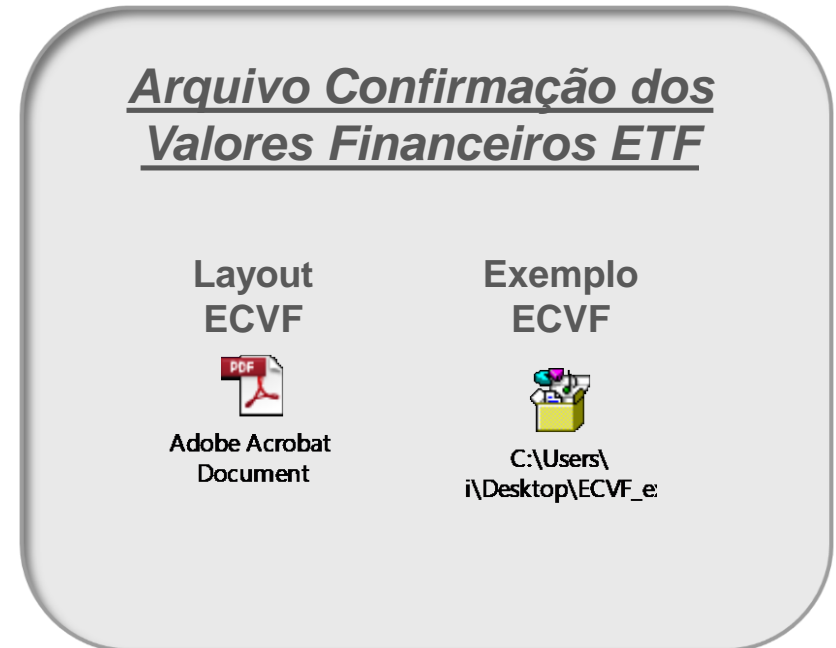 Arquivo Confirmação dos
Valores Financeiros ETF
Layout
ECVF
PDF
Adobe Acrobat
Document
Exemplo
ECVF
C:\Users\
i\Desktop\ECVF_e